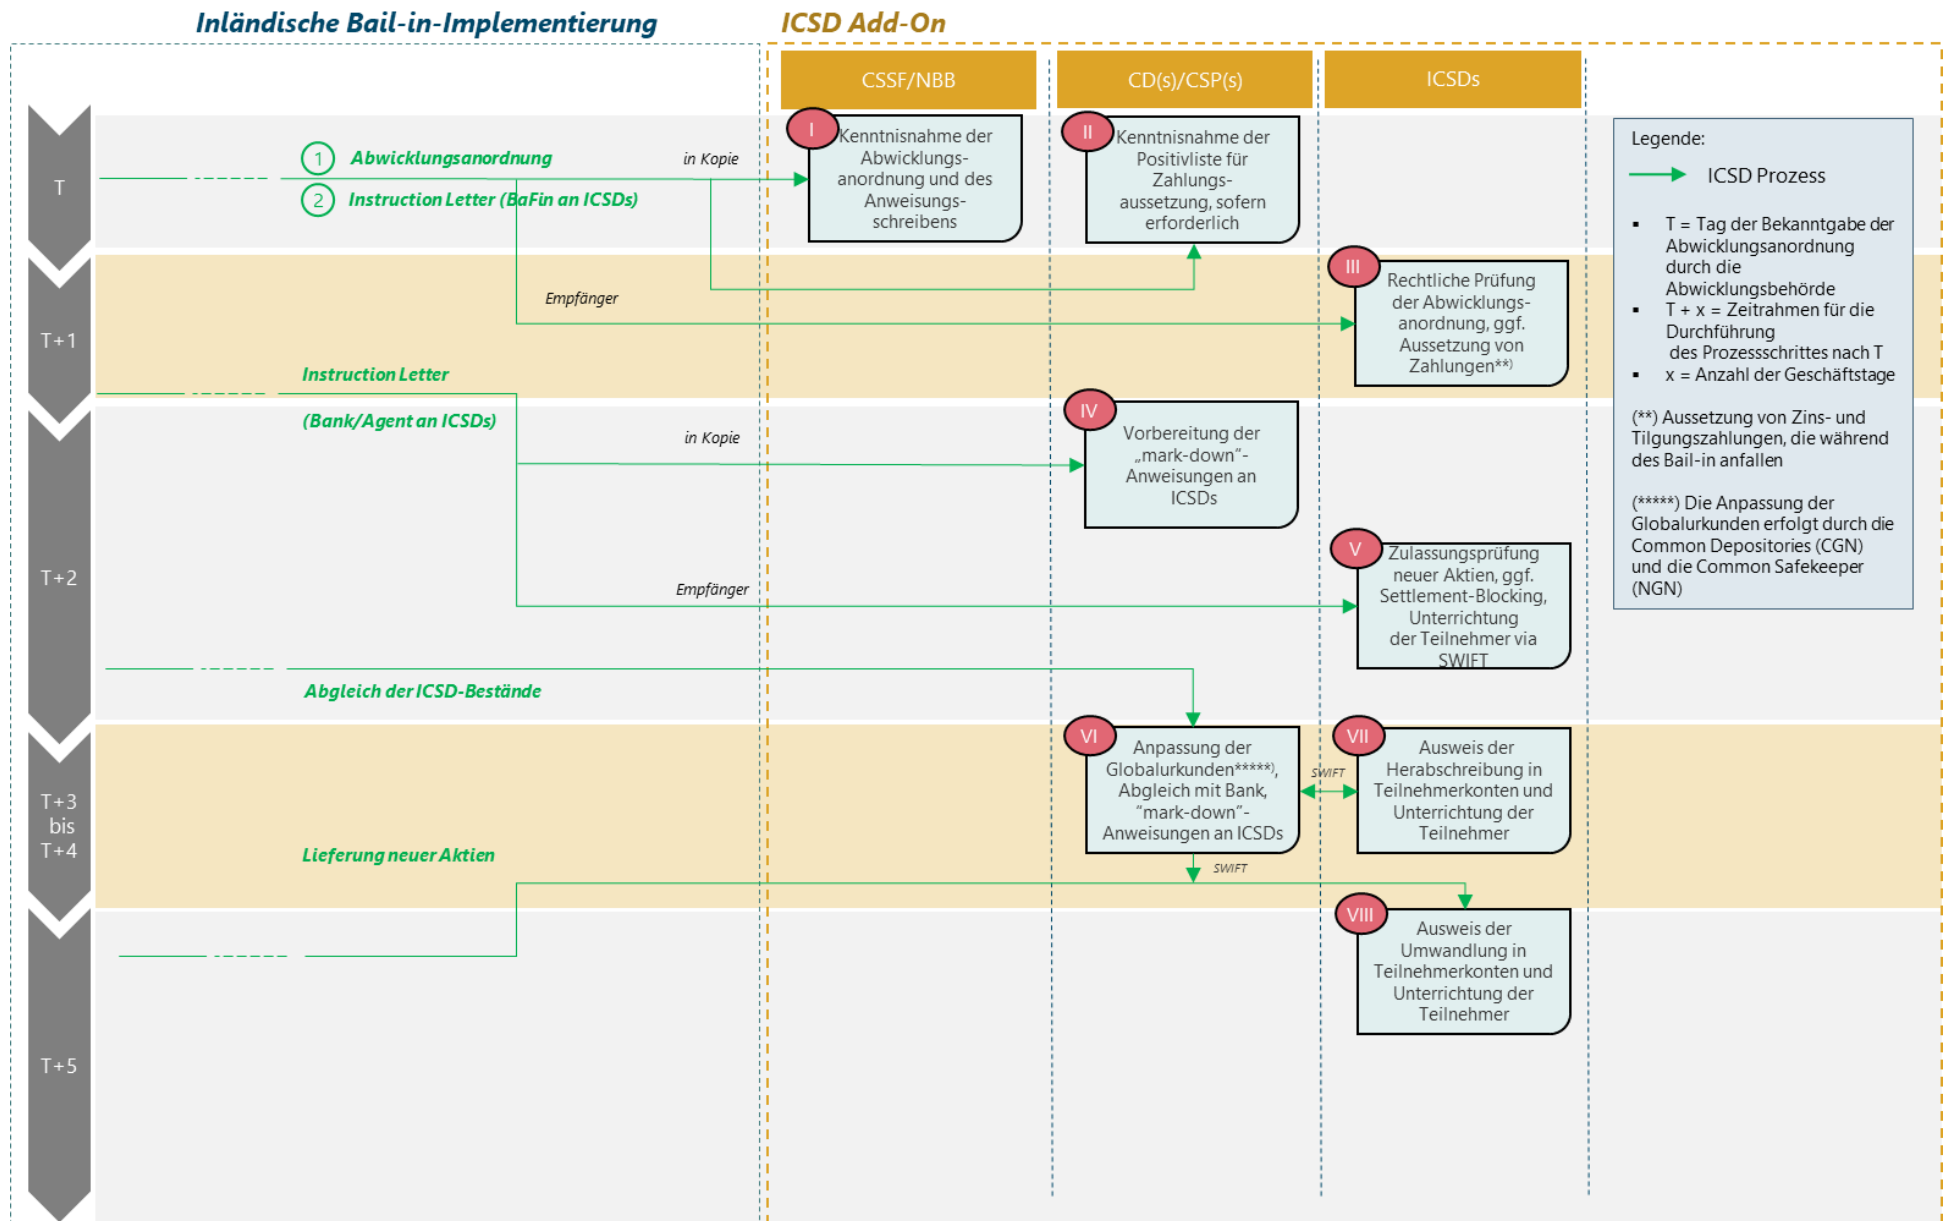 Inländische Bail-in-Implementierung
ICSD Add-On
CSSF/NBB
CD(s)/CSP(s)
ICSDs
T
1
Abwicklungsanordnung
2
Instruction Letter (BaFin an ICSDs)
in Kopie
I
Kenntnisnahme der
Abwicklungs-
anordnung und des
Anweisungs-
schreibens
II
Kenntnisnahme der
Positivliste für
Zahlungs-
aussetzung, sofern
erforderlich
T+1
Empfänger
III
Rechtliche Prüfung
der Abwicklungs-
anordnung, ggf.
Aussetzung von
Zahlungen**)
Instruction Letter
(Bank/Agent an ICSDs)
in Kopie
T+2
IV
Vorbereitung der
„mark-down“-
Anweisungen an
ICSDs
Empfänger
V
Zulassungsprüfung
neuer Aktien, ggf.
Settlement-Blocking,
Unterrichtung
der Teilnehmer via
SWIFT
Abgleich der ICSD-Bestände
T+3
bis
T+4
VI
Anpassung der
Globalurkunden*****),
Abgleich mit Bank,
“mark-down”-
Anweisungen an ICSDs
SWIFT
VII
Ausweis der
Herabschreibung in
Teilnehmerkonten und
Unterrichtung der
Teilnehmer
Lieferung neuer Aktien
SWIFT
T+5
VIII
Ausweis der
Umwandlung in
Teilnehmerkonten und
Unterrichtung der
Teilnehmer
Legende:
ICSD Prozess
▪ T = Tag der Bekanntgabe der
Abwicklungsanordnung
durch die
Abwicklungsbehörde
▪ T + x = Zeitrahmen für die
Durchführung
des Prozessschrittes nach T
▪ x = Anzahl der Geschäftstage
(**) Aussetzung von Zins- und
Tilgungszahlungen, die während
des Bail-in anfallen
(*****) Die Anpassung der
Globalurkunden erfolgt durch die
Common Depositories (CGN)
und die Common Safekeeper
(NGN)